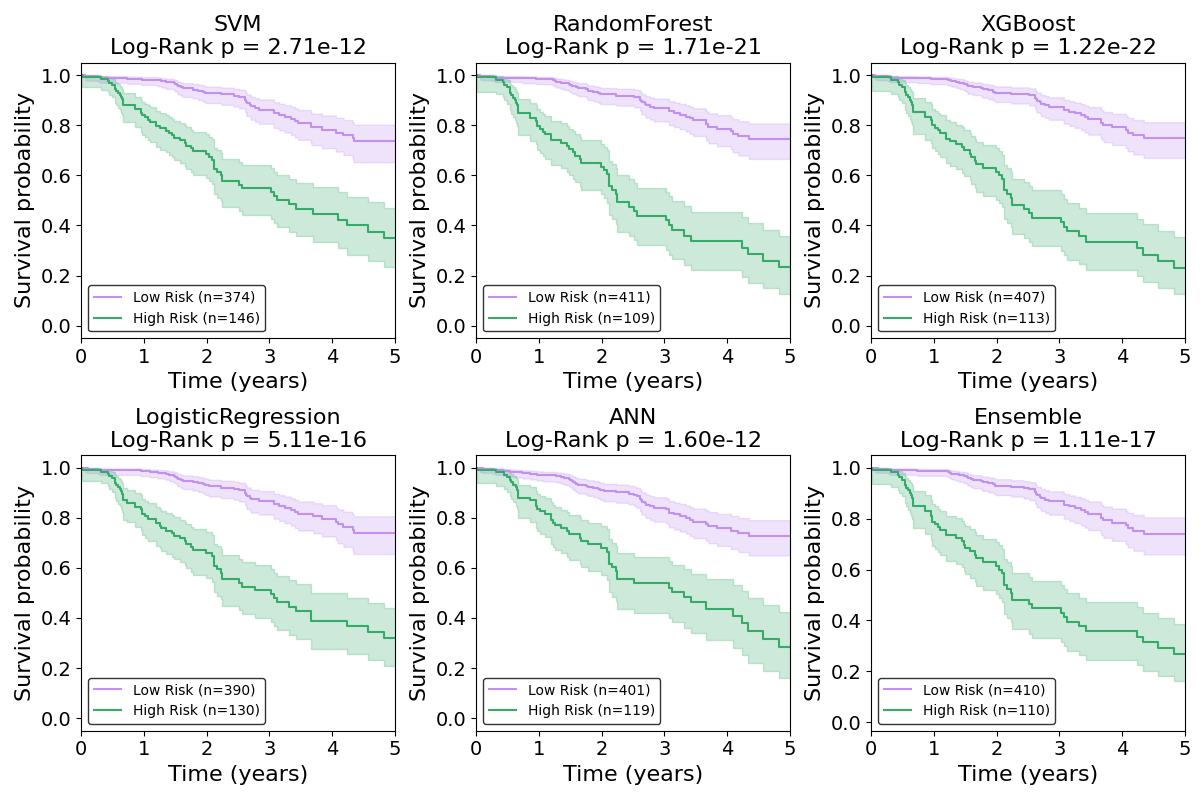 SVM
Log-Rank p = 2.71e-12
Survival probability
1.0
0.8
0.6
0.4
0.2
0.0
Low Risk (n=374)
High Risk (n=146)
0 1 2 3 4 5
Time (years)
RandomForest
Log-Rank p = 1.71e-21
Survival probability
1.0
0.8
0.6
0.4
0.2
0.0
Low Risk (n=411)
High Risk (n=109)
0 1 2 3 4 5
Time (years)
XGBoost
Log-Rank p = 1.22e-22
Survival probability
1.0
0.8
0.6
0.4
0.2
0.0
Low Risk (n=407)
High Risk (n=113)
0 1 2 3 4 5
Time (years)
LogisticRegression
Log-Rank p = 5.11e-16
Survival probability
1.0
0.8
0.6
0.4
0.2
0.0
Low Risk (n=390)
High Risk (n=130)
0 1 2 3 4 5
Time (years)
ANN
Log-Rank p = 1.60e-12
Survival probability
1.0
0.8
0.6
0.4
0.2
0.0
Low Risk (n=401)
High Risk (n=119)
0 1 2 3 4 5
Time (years)
Ensemble
Log-Rank p = 1.11e-17
Survival probability
1.0
0.8
0.6
0.4
0.2
0.0
Low Risk (n=410)
High Risk (n=110)
0 1 2 3 4 5
Time (years)